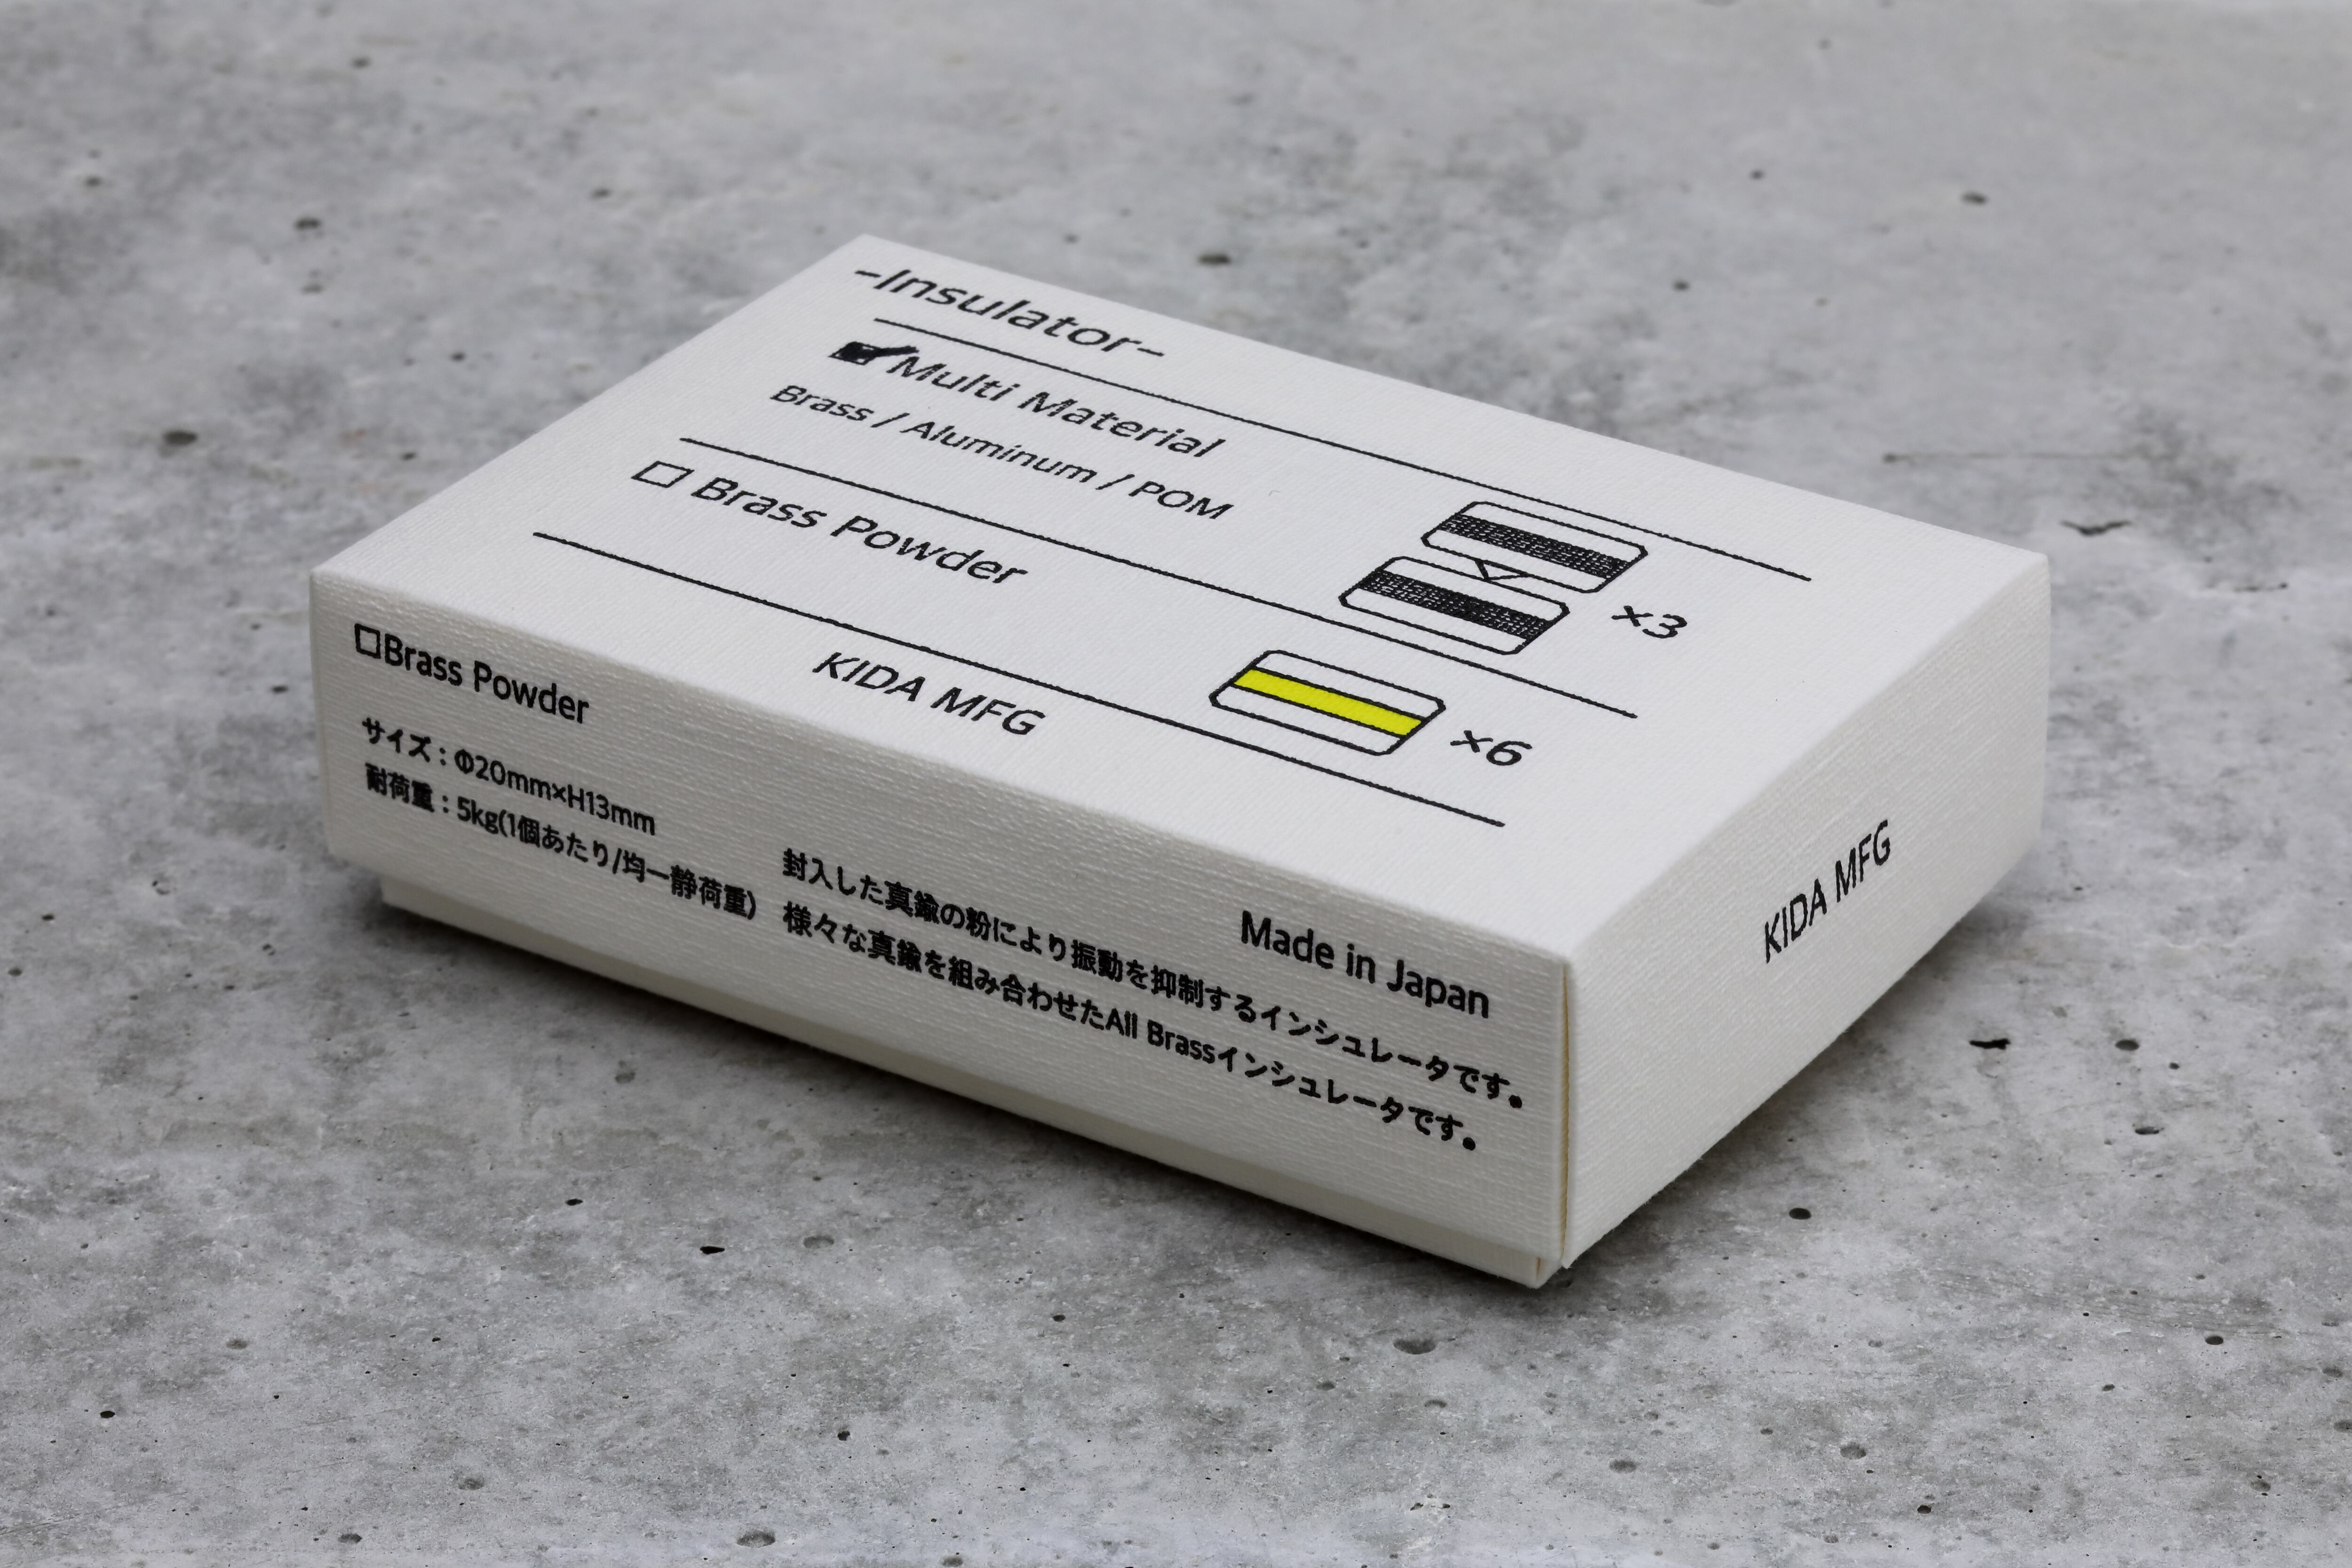 -Insulator-
Multi Material
Brass / Aluminum / POM
x3
Brass Powder
x6
KIDA MFG
Brass Powder
サイズ：Φ20mm×H13mm
耐荷重：5kg(1個あたり/均一静荷重)
Made in Japan
封入した真鍮の粉により振動を抑制するインシュレータです。
様々な真鍮を組み合わせたAll Brassインシュレータです。
KIDA MFG